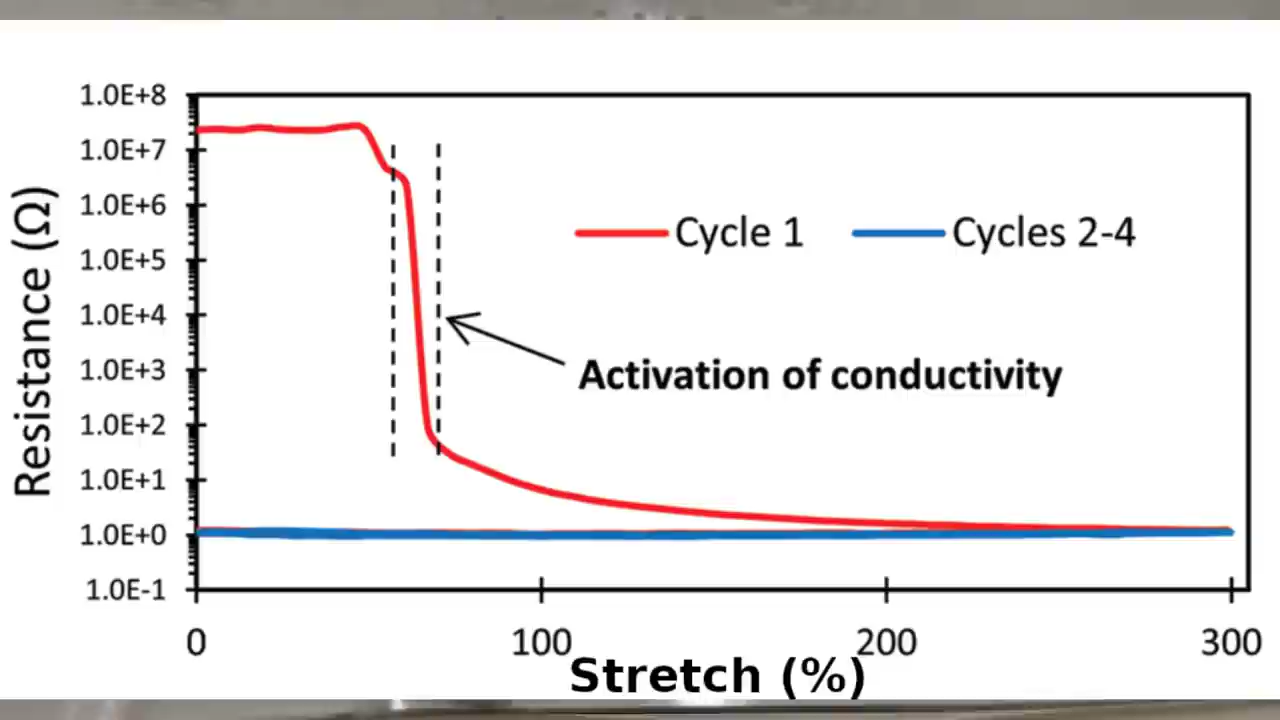 1.0E+8
1.0E+7
1.0E+6
1.0E+5
1.0E+4
1.0E+3
1.0E+2
1.0E+1
1.0E+0
1.0E-1
Resistance (Ω)
Cycle 1
Cycles 2-4
Activation of conductivity
0
100
200
300
Stretch (%)